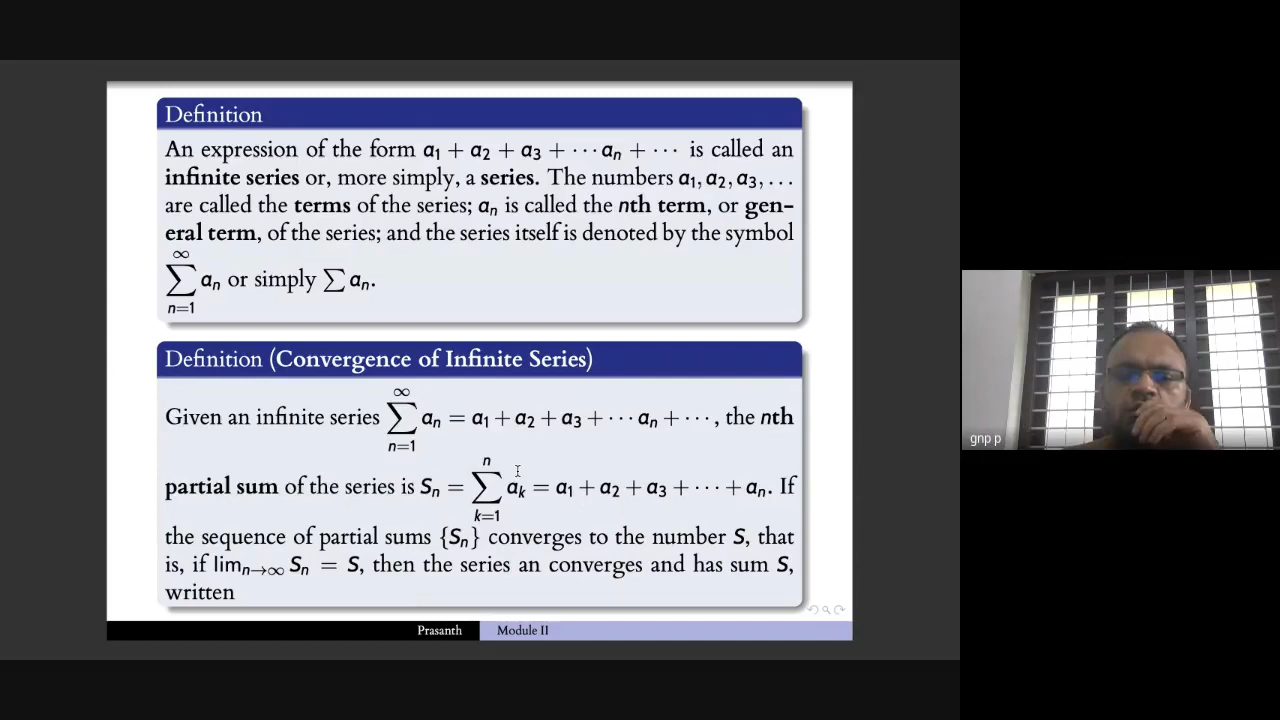 Definition
An expression of the form a₁ + a₂ + a₃ + ⋯ aₙ + ⋯ is called an
infinite series or, more simply, a series. The numbers a₁, a₂, a₃, …
are called the terms of the series; aₙ is called the nth term, or gen-
eral term, of the series; and the series itself is denoted by the symbol
∞
∑ aₙ or simply ∑ aₙ.
n=1
Definition (Convergence of Infinite Series)
∞
Given an infinite series ∑ aₙ = a₁ + a₂ + a₃ + ⋯ aₙ + ⋯ , the nth
n=1
n
partial sum of the series is Sₙ = ∑ aₖ = a₁ + a₂ + a₃ + ⋯ + aₙ. If
k=1
the sequence of partial sums {Sₙ} converges to the number S, that
is, if limₙ→∞ Sₙ = S, then the series an converges and has sum S,
written
Prasanth Module II
gnp p